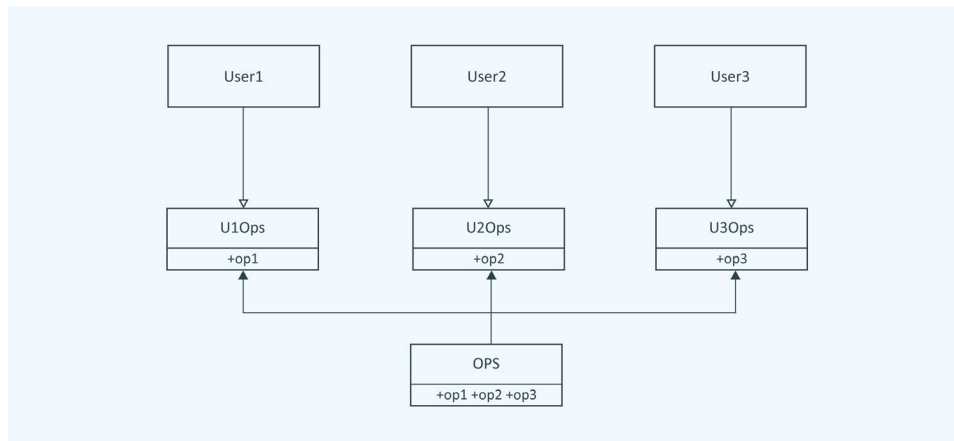 User1
User2
User3
U1Ops
U2Ops
U3Ops
+op1
+op2
+op3
OPS
+op1 +op2 +op3